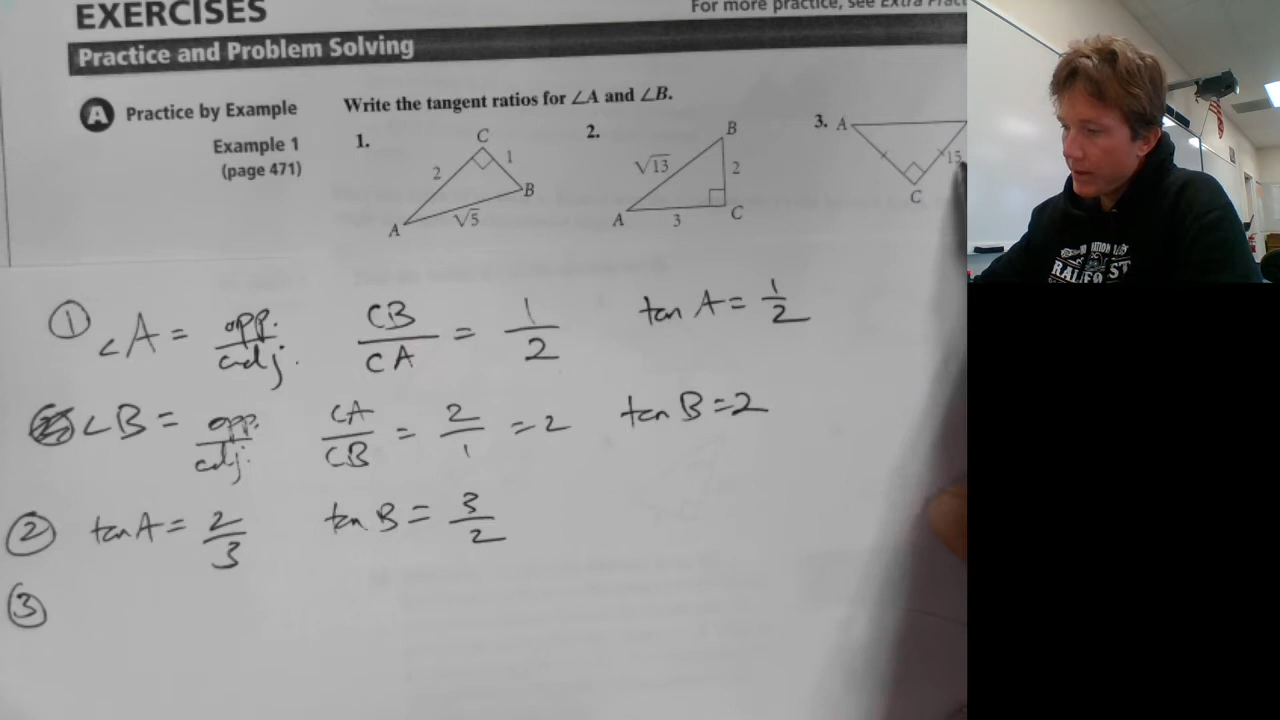 EXERCISES
For more practice, see Extra Pract
Practice and Problem Solving
A Practice by Example
Write the tangent ratios for ∠A and ∠B.
Example 1
(page 471)
1.
C
2
1
B
A
√5
2.
B
√13
2
A
3
C
3.
A
15
C
① ∠A = opp./adj. CB/CA = 1/2 tan A = 1/2
∠B = opp./adj. CA/CB = 2/1 = 2 tan B = 2
② tan A = 2/3 tan B = 3/2
③